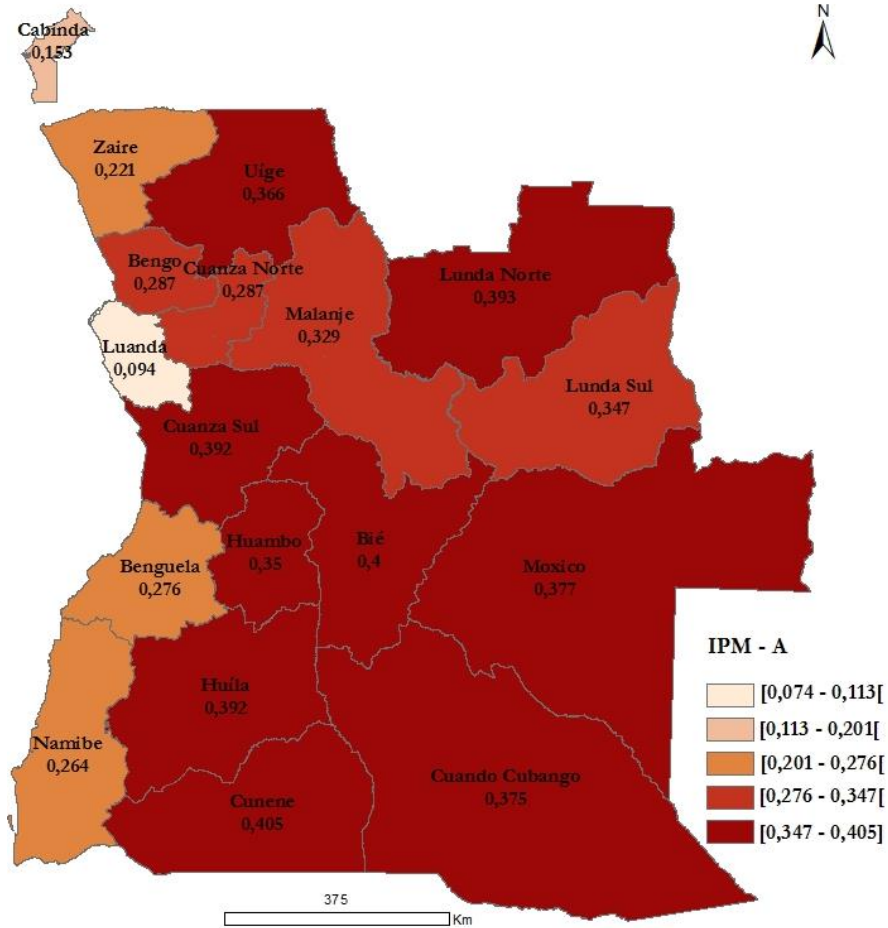 Cabinda
0,153
N
Zaire
0,221
Uíge
0,366
Bengo
0,287
Cuanza Norte
0,287
Lunda Norte
0,393
Malanje
0,329
Luanda
0,094
Lunda Sul
0,347
Cuanza Sul
0,392
Huambo
0,35
Bié
0,4
Benguela
0,276
Moxico
0,377
Huíla
0,392
Namibe
0,264
Cunene
0,405
Cuando Cubango
0,375
IPM - A
[0,074 - 0,113[
[0,113 - 0,201[
[0,201 - 0,276[
[0,276 - 0,347[
[0,347 - 0,405]
375
Km